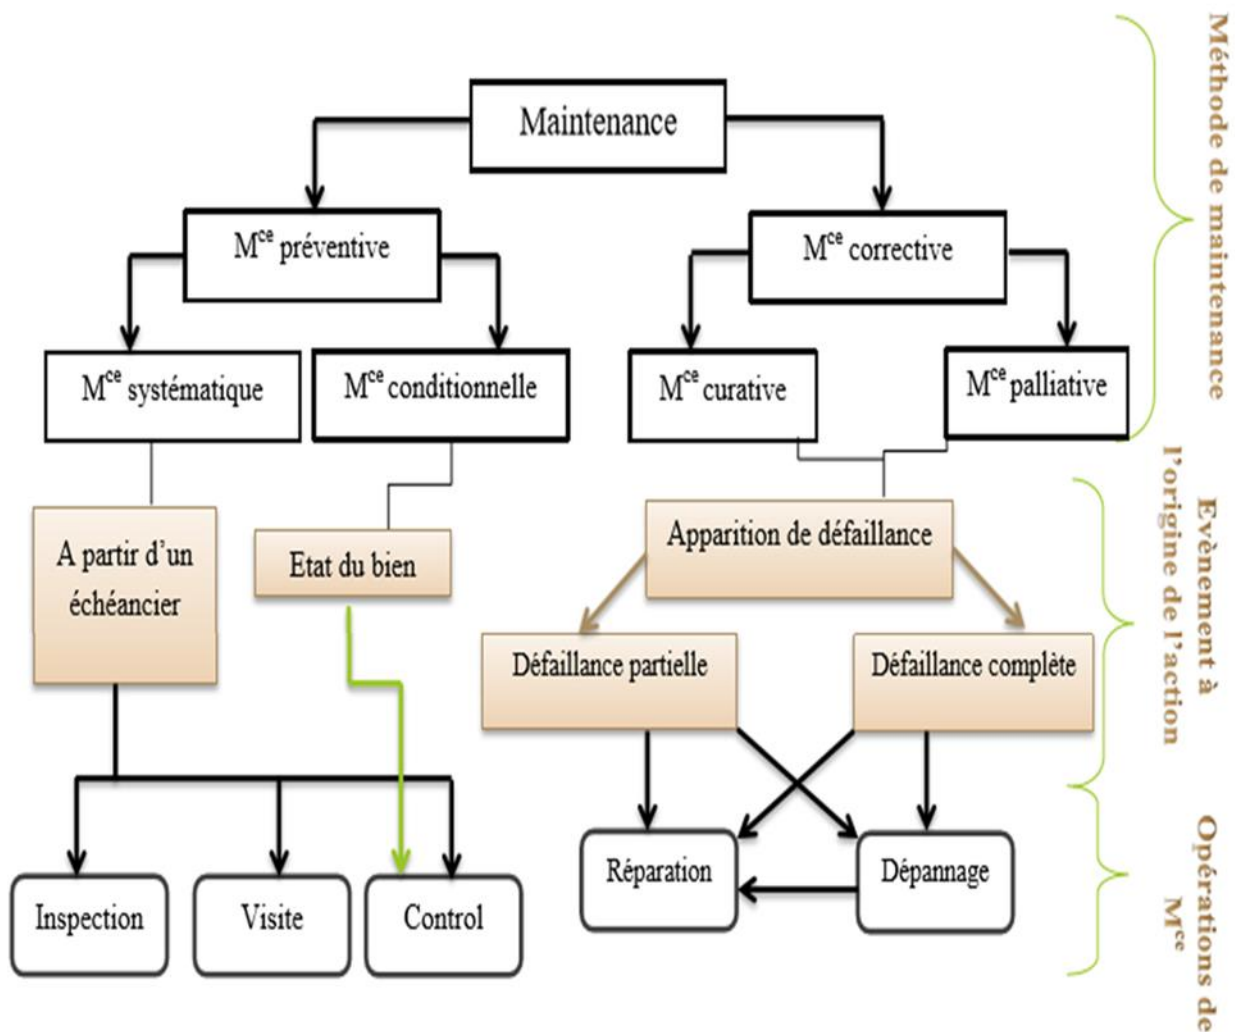 Maintenance
Mce préventive
Mce corrective
Mce systématique
Mce conditionnelle
Mce curative
Mce palliative
A partir d’un
échéancier
Etat du bien
Apparition de défaillance
Défaillance partielle
Défaillance complète
Inspection
Visite
Control
Réparation
Dépannage
Méthode de maintenance
Evènement à
l’origine de l’action
Opérations de
Mce